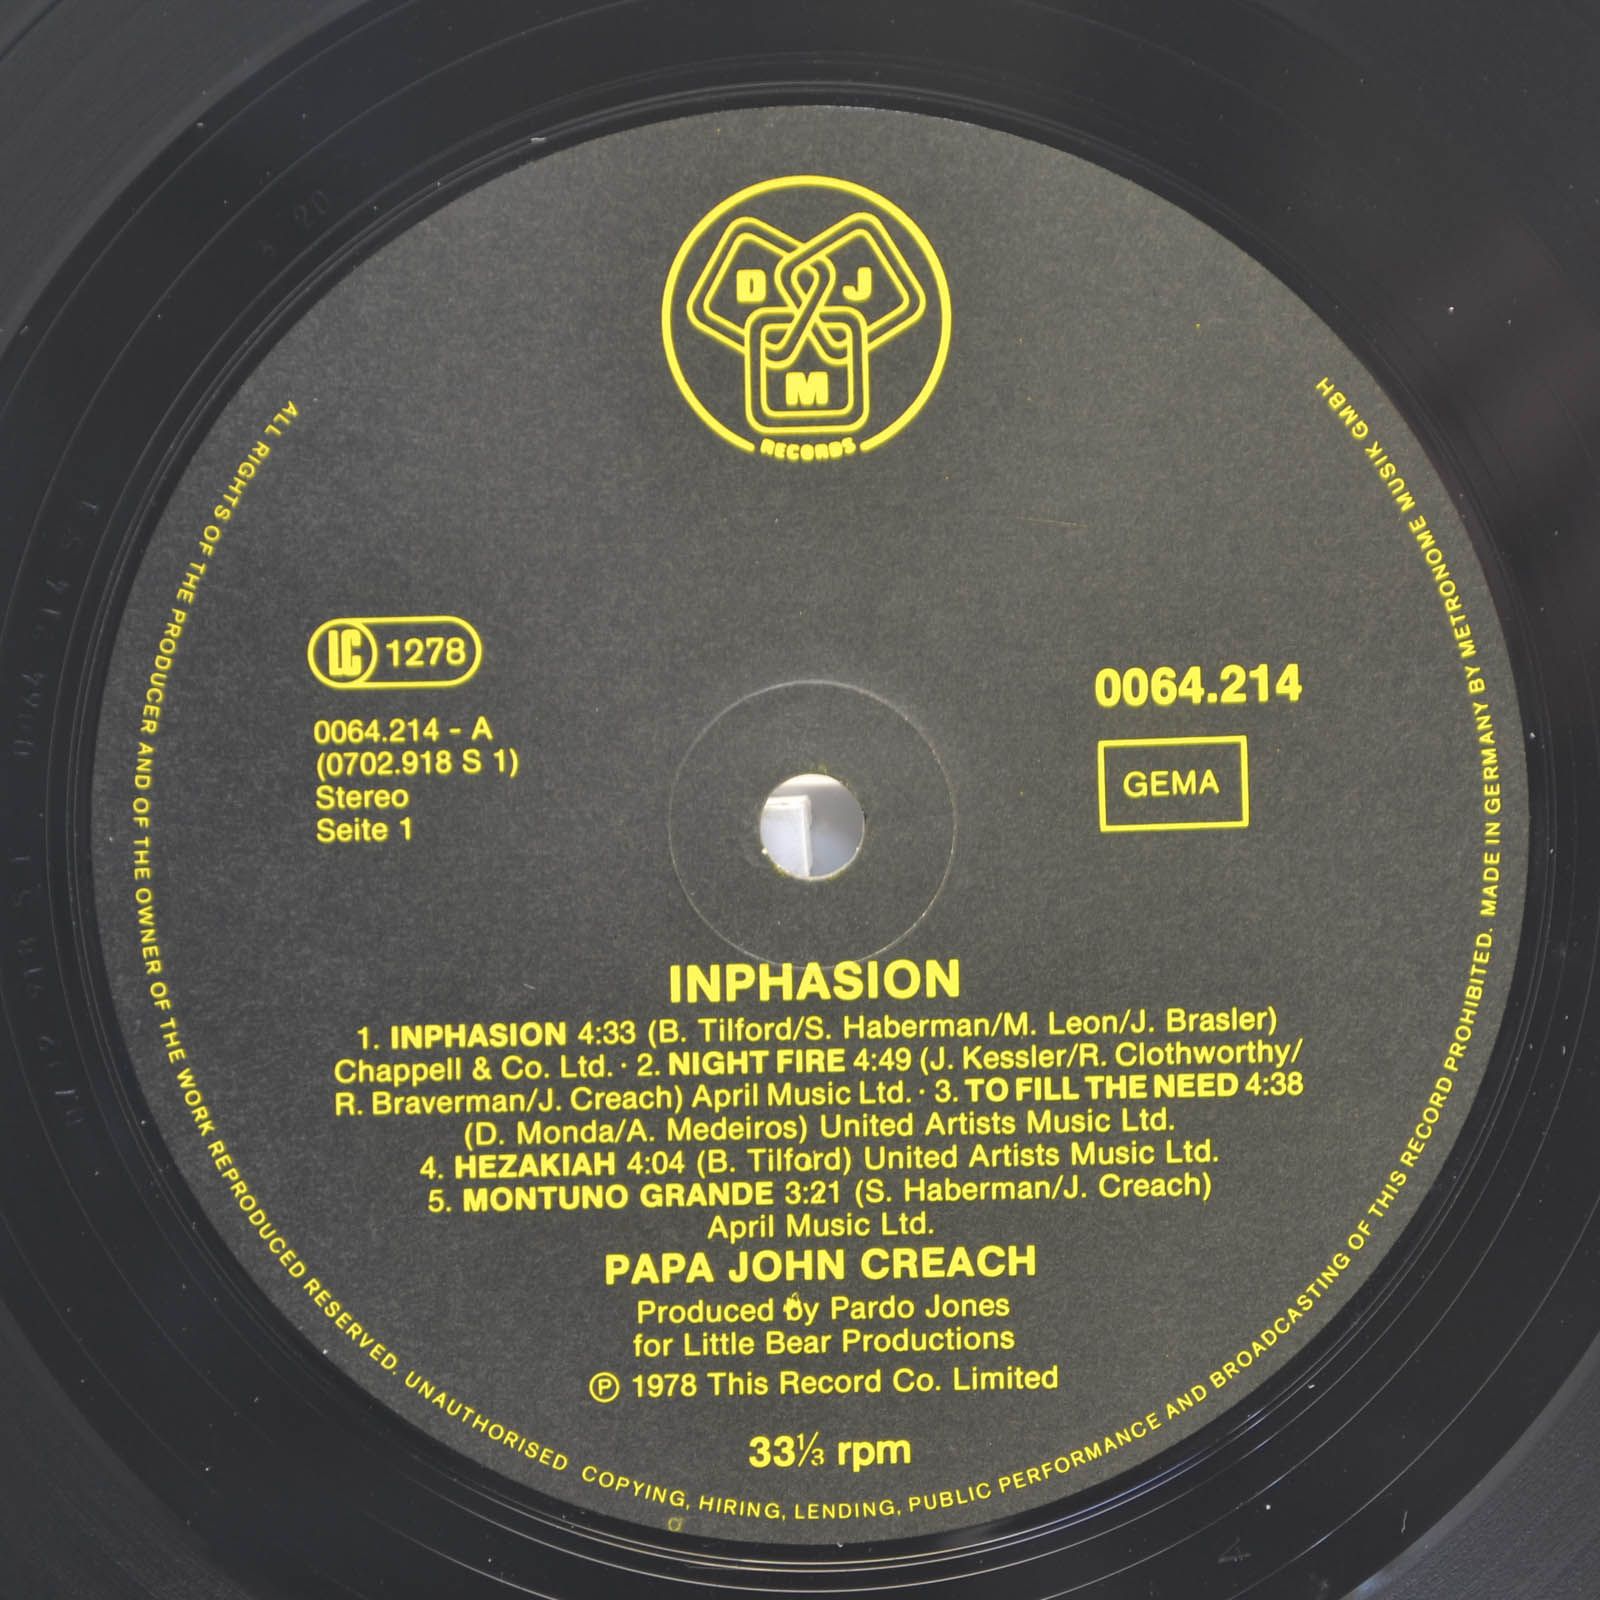 D J
M
RECORDS
LC 1278
0064.214 - A
(0702.918 S 1)
Stereo
Seite 1
0064.214
GEMA
INPHASION
1. INPHASION 4:33 (B. Tilford/S. Haberman/M. Leon/J. Brasler)
Chappell & Co. Ltd. · 2. NIGHT FIRE 4:49 (J. Kessler/R. Clothworthy/
R. Braverman/J. Creach) April Music Ltd. · 3. TO FILL THE NEED 4:38
(D. Monda/A. Medeiros) United Artists Music Ltd.
4. HEZAKIAH 4:04 (B. Tilford) United Artists Music Ltd.
5. MONTUNO GRANDE 3:21 (S. Haberman/J. Creach)
April Music Ltd.
PAPA JOHN CREACH
Produced by Pardo Jones
for Little Bear Productions
℗ 1978 This Record Co. Limited
33⅓ rpm
ALL RIGHTS OF THE PRODUCER AND OF THE OWNER OF THE WORK REPRODUCED RESERVED. UNAUTHORISED COPYING, HIRING, LENDING, PUBLIC PERFORMANCE AND BROADCASTING OF THIS RECORD PROHIBITED. MADE IN GERMANY BY METRONOME MUSIK GMBH